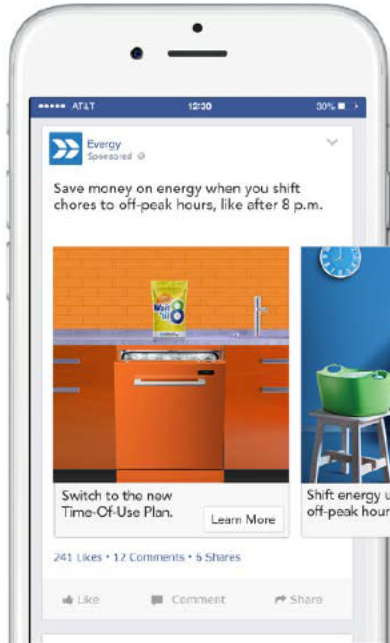 AT&T 12:30 30%
Evergy
Sponsored
Save money on energy when you shift
chores to off-peak hours, like after 8 p.m.
Wait
'til
8
Switch to the new
Time-Of-Use Plan.
Learn More
Shift energy u
off-peak hour
241 Likes • 12 Comments • 6 Shares
Like Comment Share